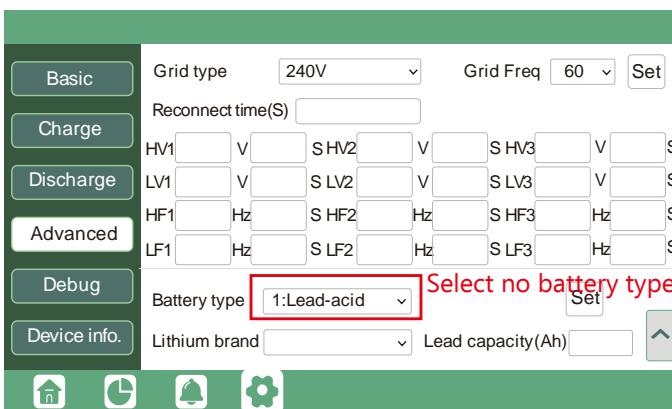 Basic
Charge
Discharge
Advanced
Debug
Device info.
Grid type 240V Grid Freq 60 Set
Reconnect time(S)
HV1 V S HV2 V S HV3 V S
LV1 V S LV2 V S LV3 V S
HF1 Hz S HF2 Hz S HF3 Hz S
LF1 Hz S LF2 Hz S LF3 Hz S
Select no battery type
Battery type 1:Lead-acid Set
Lithium brand Lead capacity(Ah)